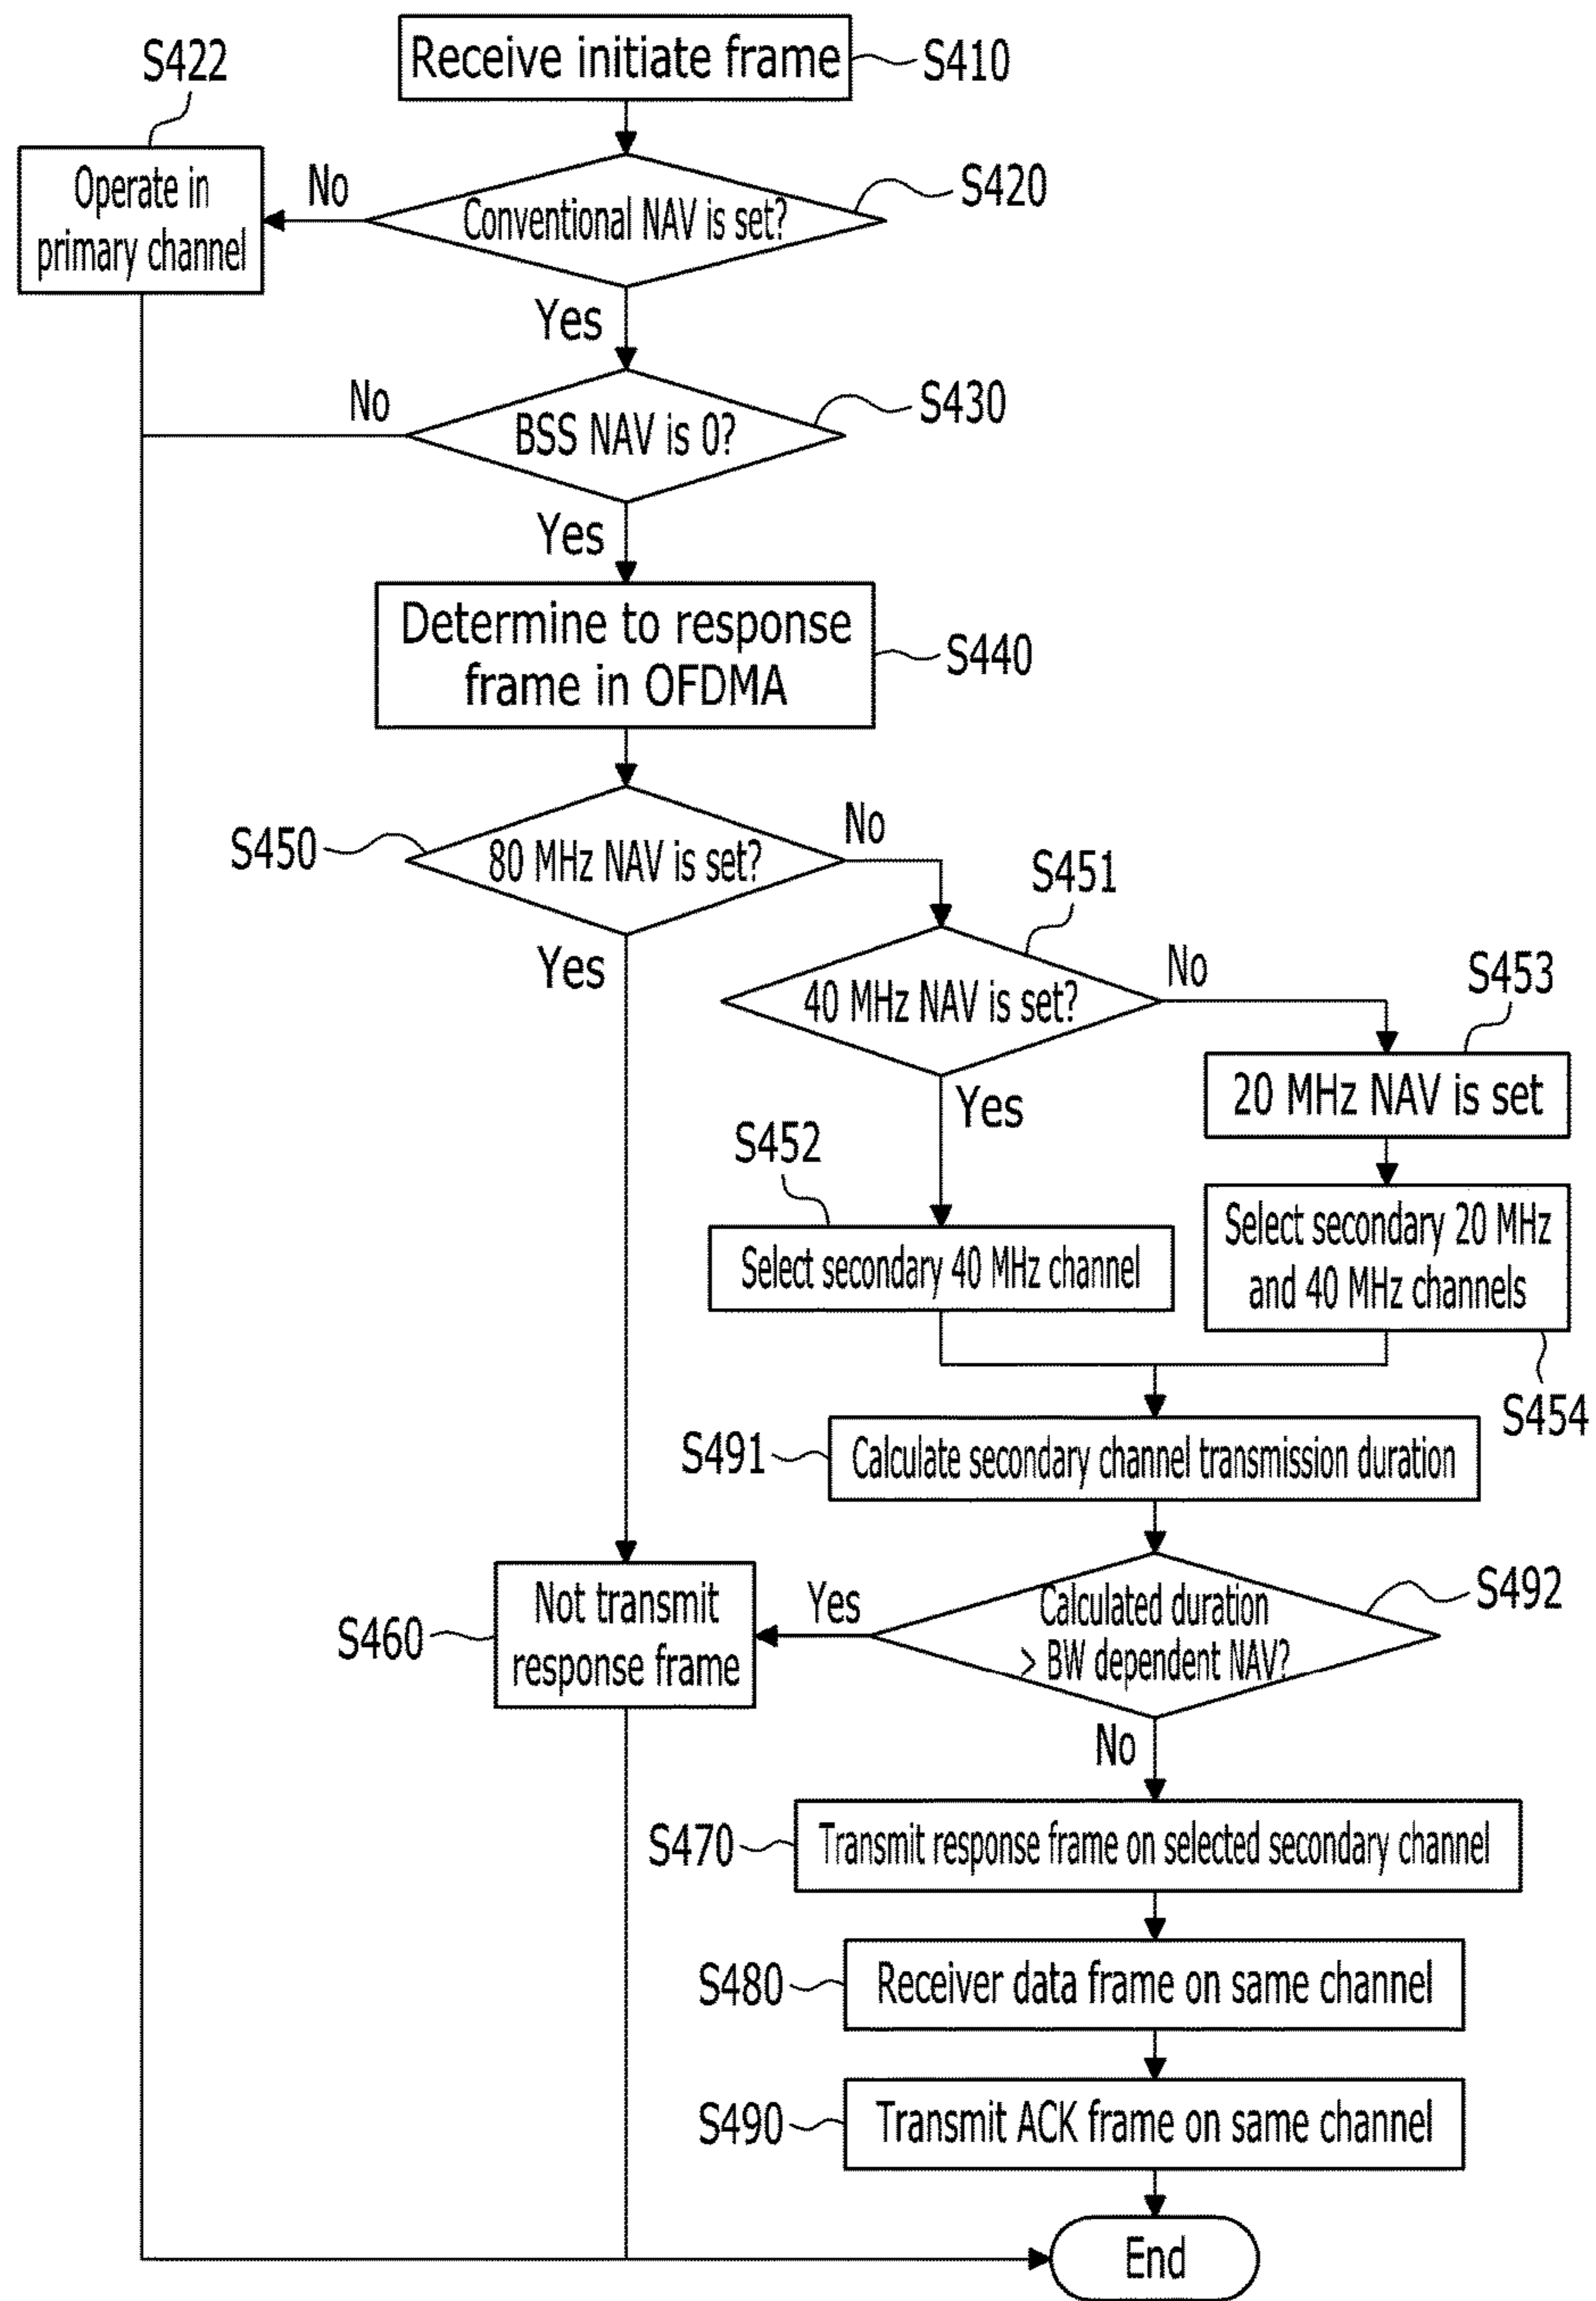 Receive initiate frame
S410
S422
Operate in
primary channel
No
Conventional NAV is set?
S420
Yes
No
BSS NAV is 0?
S430
Yes
Determine to response
frame in OFDMA
S440
S450
80 MHz NAV is set?
No
Yes
S451
40 MHz NAV is set?
No
S453
20 MHz NAV is set
Yes
S452
Select secondary 40 MHz channel
Select secondary 20 MHz
and 40 MHz channels
S454
S491
Calculate secondary channel transmission duration
S460
Not transmit
response frame
Yes
Calculated duration
> BW dependent NAV?
S492
No
S470
Transmit response frame on selected secondary channel
S480
Receiver data frame on same channel
S490
Transmit ACK frame on same channel
End